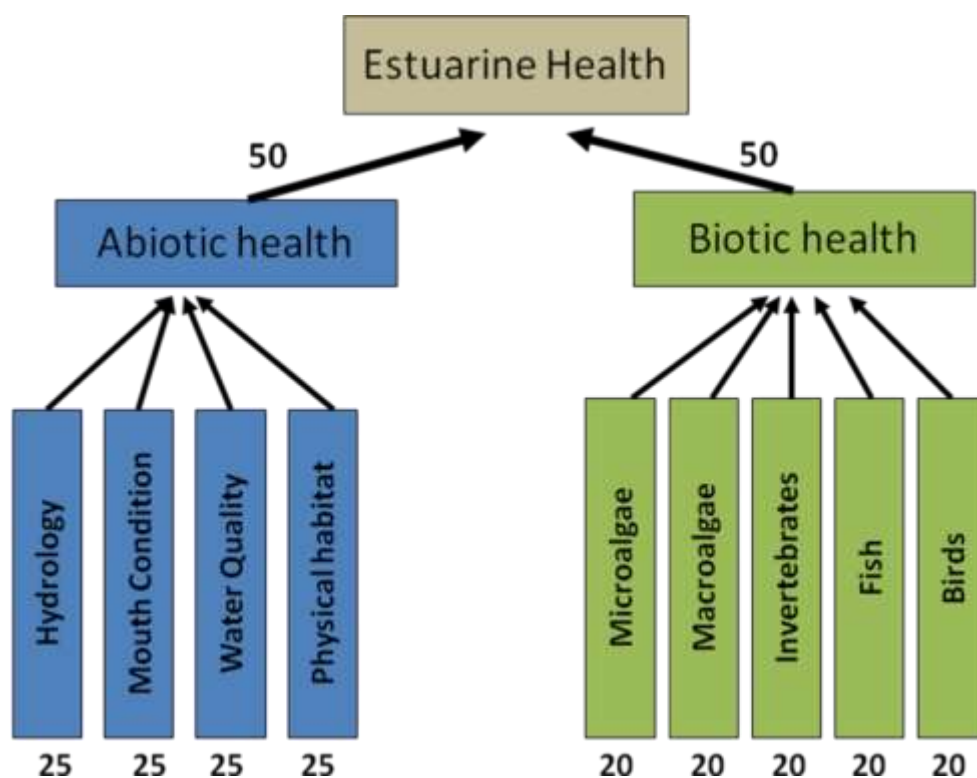 Estuarine Health
50
50
Abiotic health
Biotic health
Hydrology
Mouth Condition
Water Quality
Physical habitat
Microalgae
Macroalgae
Invertebrates
Fish
Birds
25
25
25
25
20
20
20
20
20